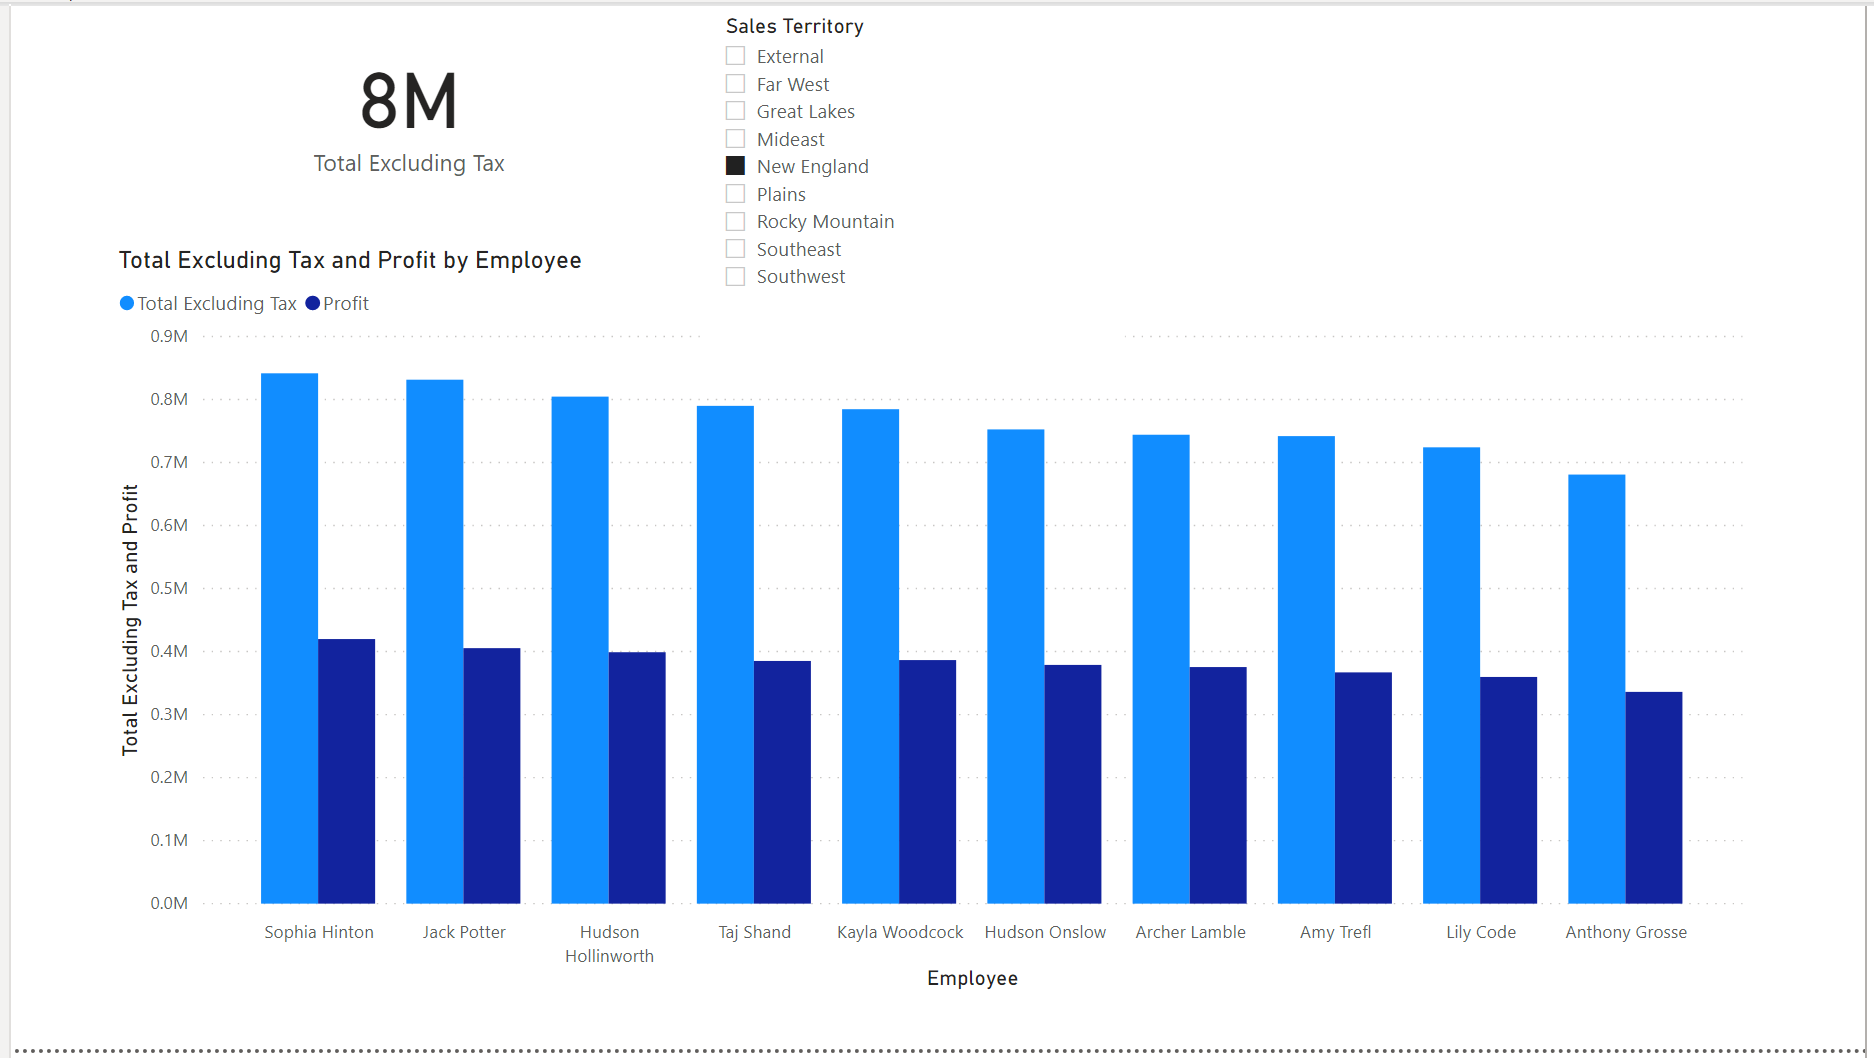 8M
Total Excluding Tax
Sales Territory
External
Far West
Great Lakes
Mideast
New England
Plains
Rocky Mountain
Southeast
Southwest
Total Excluding Tax and Profit by Employee
Total Excluding Tax Profit
0.9M
0.8M
0.7M
0.6M
0.5M
0.4M
0.3M
0.2M
0.1M
0.0M
Total Excluding Tax and Profit
Sophia Hinton
Jack Potter
Hudson
Hollinworth
Taj Shand
Kayla Woodcock
Hudson Onslow
Archer Lamble
Amy Trefl
Lily Code
Anthony Grosse
Employee